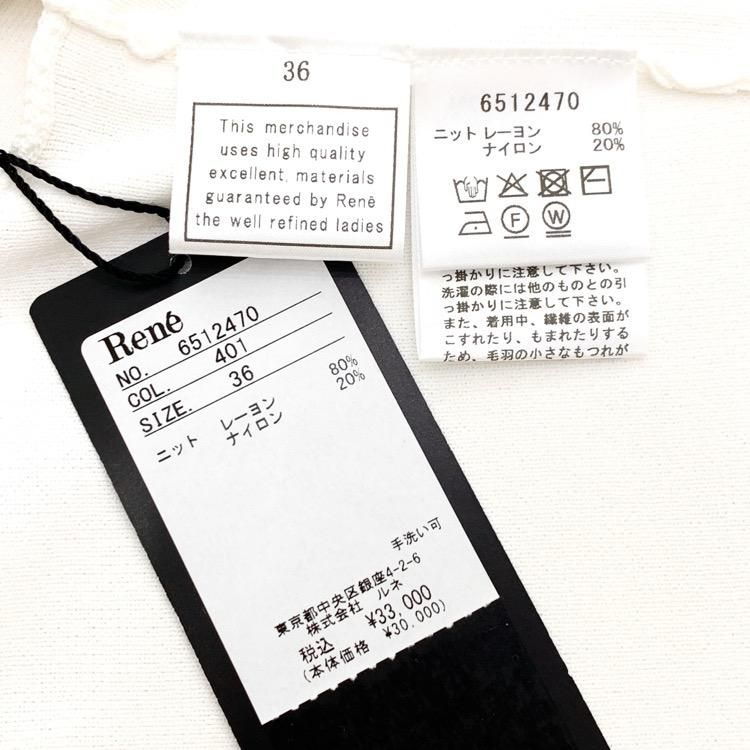 36
This merchandise
uses high quality
excellent, materials
guaranteed by Renè
the well refined ladies
6512470
ニット レーヨン 80%
ナイロン 20%
F W
っ掛かりに注意して下さい。
洗濯の際には他のものとの引
っ掛かりに注意して下さい。
また、着用中、繊維の表面が
こすれたり、もまれたりする
ため、毛羽の小さなもつれが
René
NO. 6512470
COL. 401
SIZE. 36
ニット レーヨン 80%
ナイロン 20%
手洗い可
東京都中央区銀座4-2-6
株式会社 ルネ
税込 ¥33,000
(本体価格 ¥30,000)